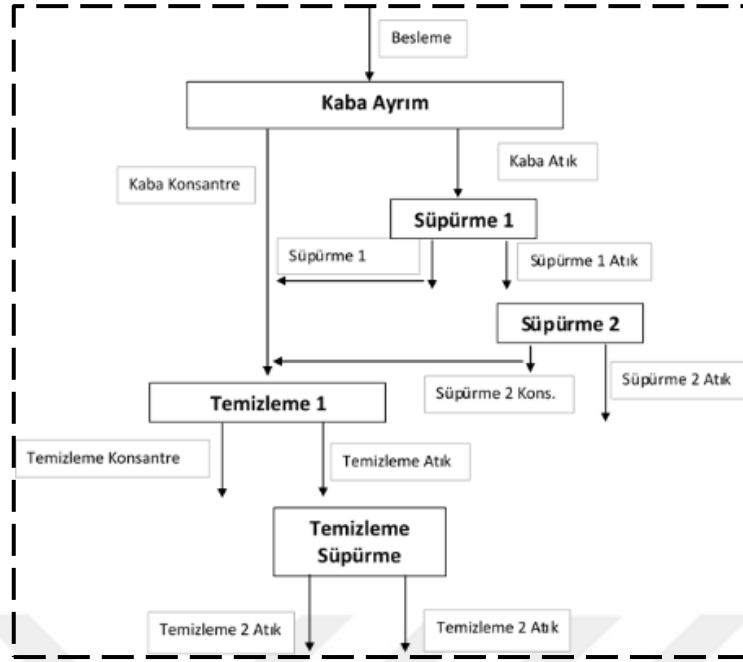 Besleme
Kaba Ayrım
Kaba Atık
Kaba Konsantre
Süpürme 1
Süpürme 1
Süpürme 1 Atık
Süpürme 2
Süpürme 2 Atık
Süpürme 2 Kons.
Temizleme 1
Temizleme Konsantre
Temizleme Atık
Temizleme
Süpürme
Temizleme 2 Atık
Temizleme 2 Atık